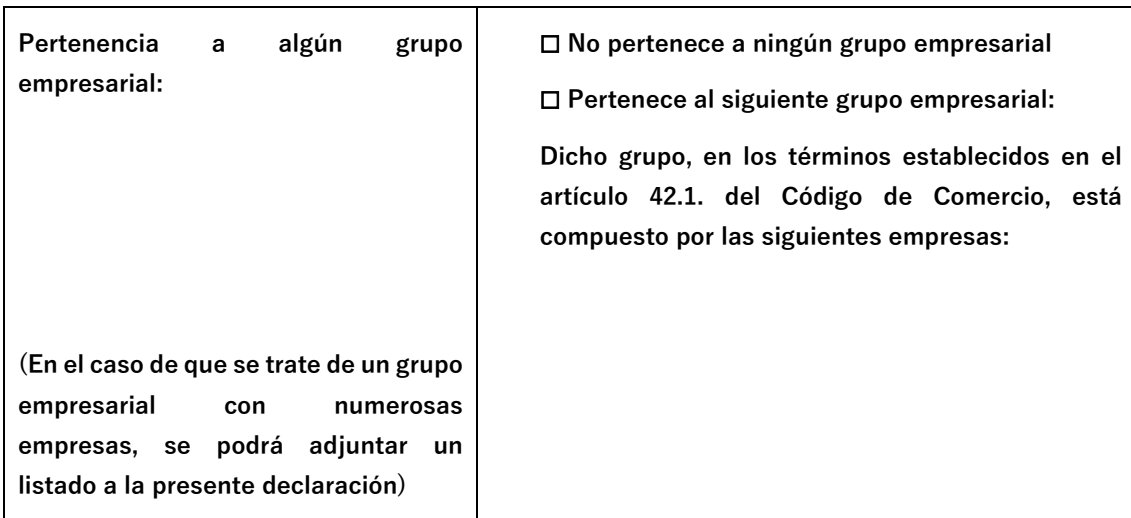 Pertenencia a algún grupo
empresarial:
(En el caso de que se trate de un grupo
empresarial con numerosas
empresas, se podrá adjuntar un
listado a la presente declaración)
☐ No pertenece a ningún grupo empresarial
☐ Pertenece al siguiente grupo empresarial:
Dicho grupo, en los términos establecidos en el
artículo 42.1. del Código de Comercio, está
compuesto por las siguientes empresas: